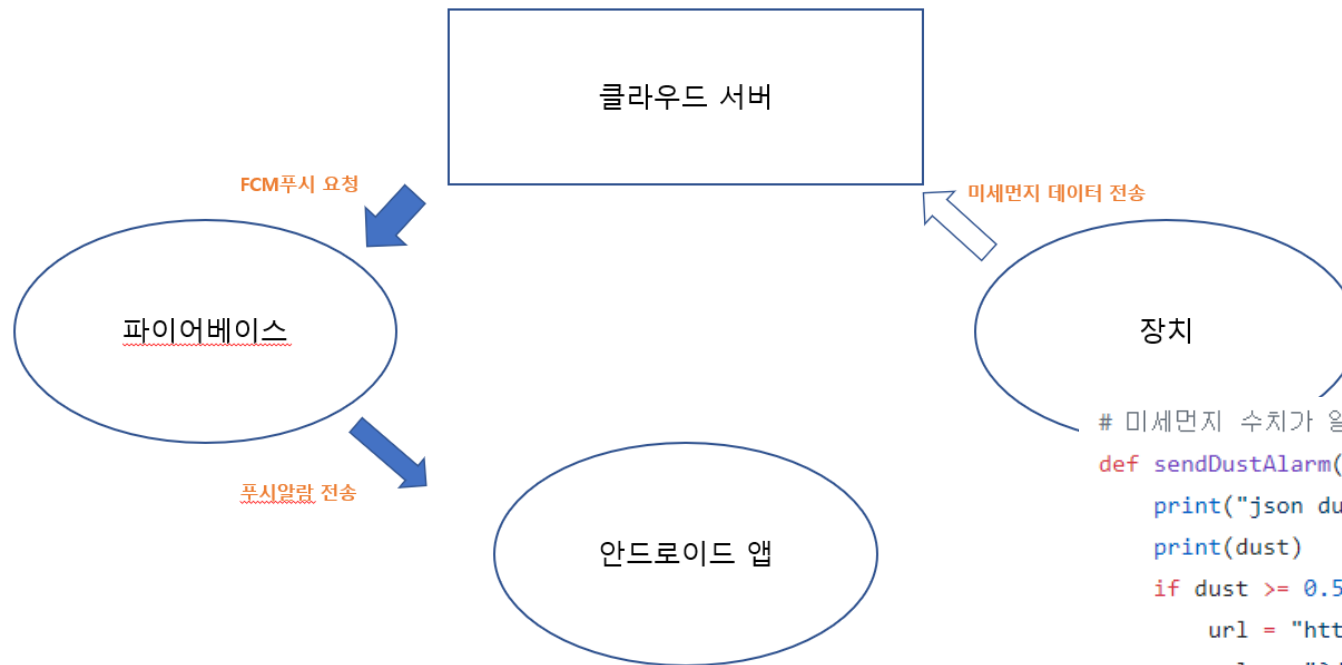 클라우드 서버
FCM푸시 요청
미세먼지 데이터 전송
파이어베이스
장치
푸시알람 전송
안드로이드 앱
# 미세먼지 수치가
def sendDustAlarm(
print("json du
print(dust)
if dust >= 0.5
url = "htt